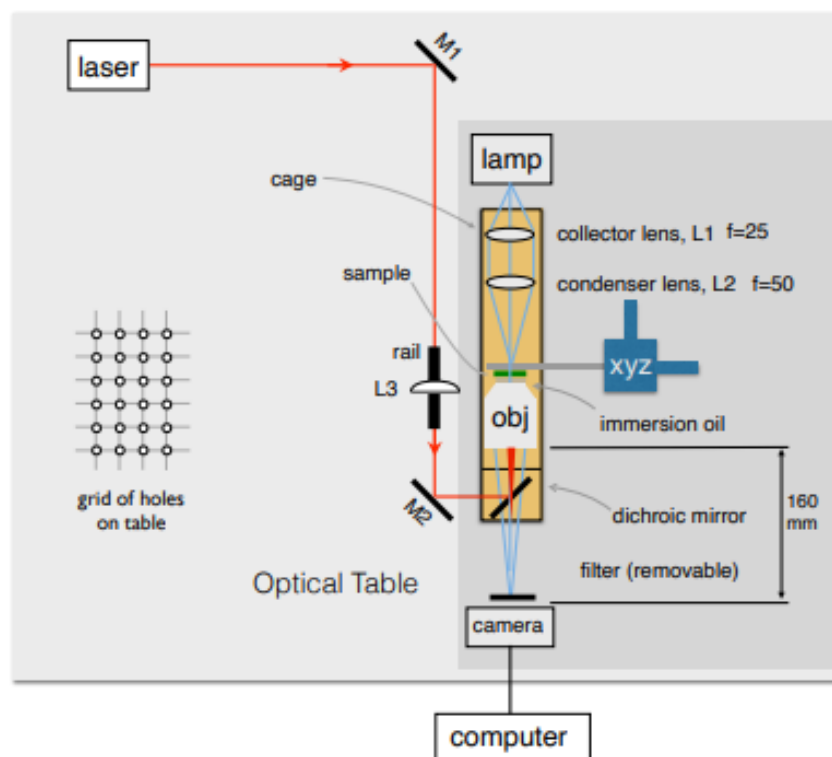 M1
laser
lamp
cage
collector lens, L1 f=25
condenser lens, L2 f=50
sample
xyz
rail
L3
obj
immersion oil
grid of holes
on table
M2
dichroic mirror
160
mm
Optical Table
filter (removable)
camera
computer